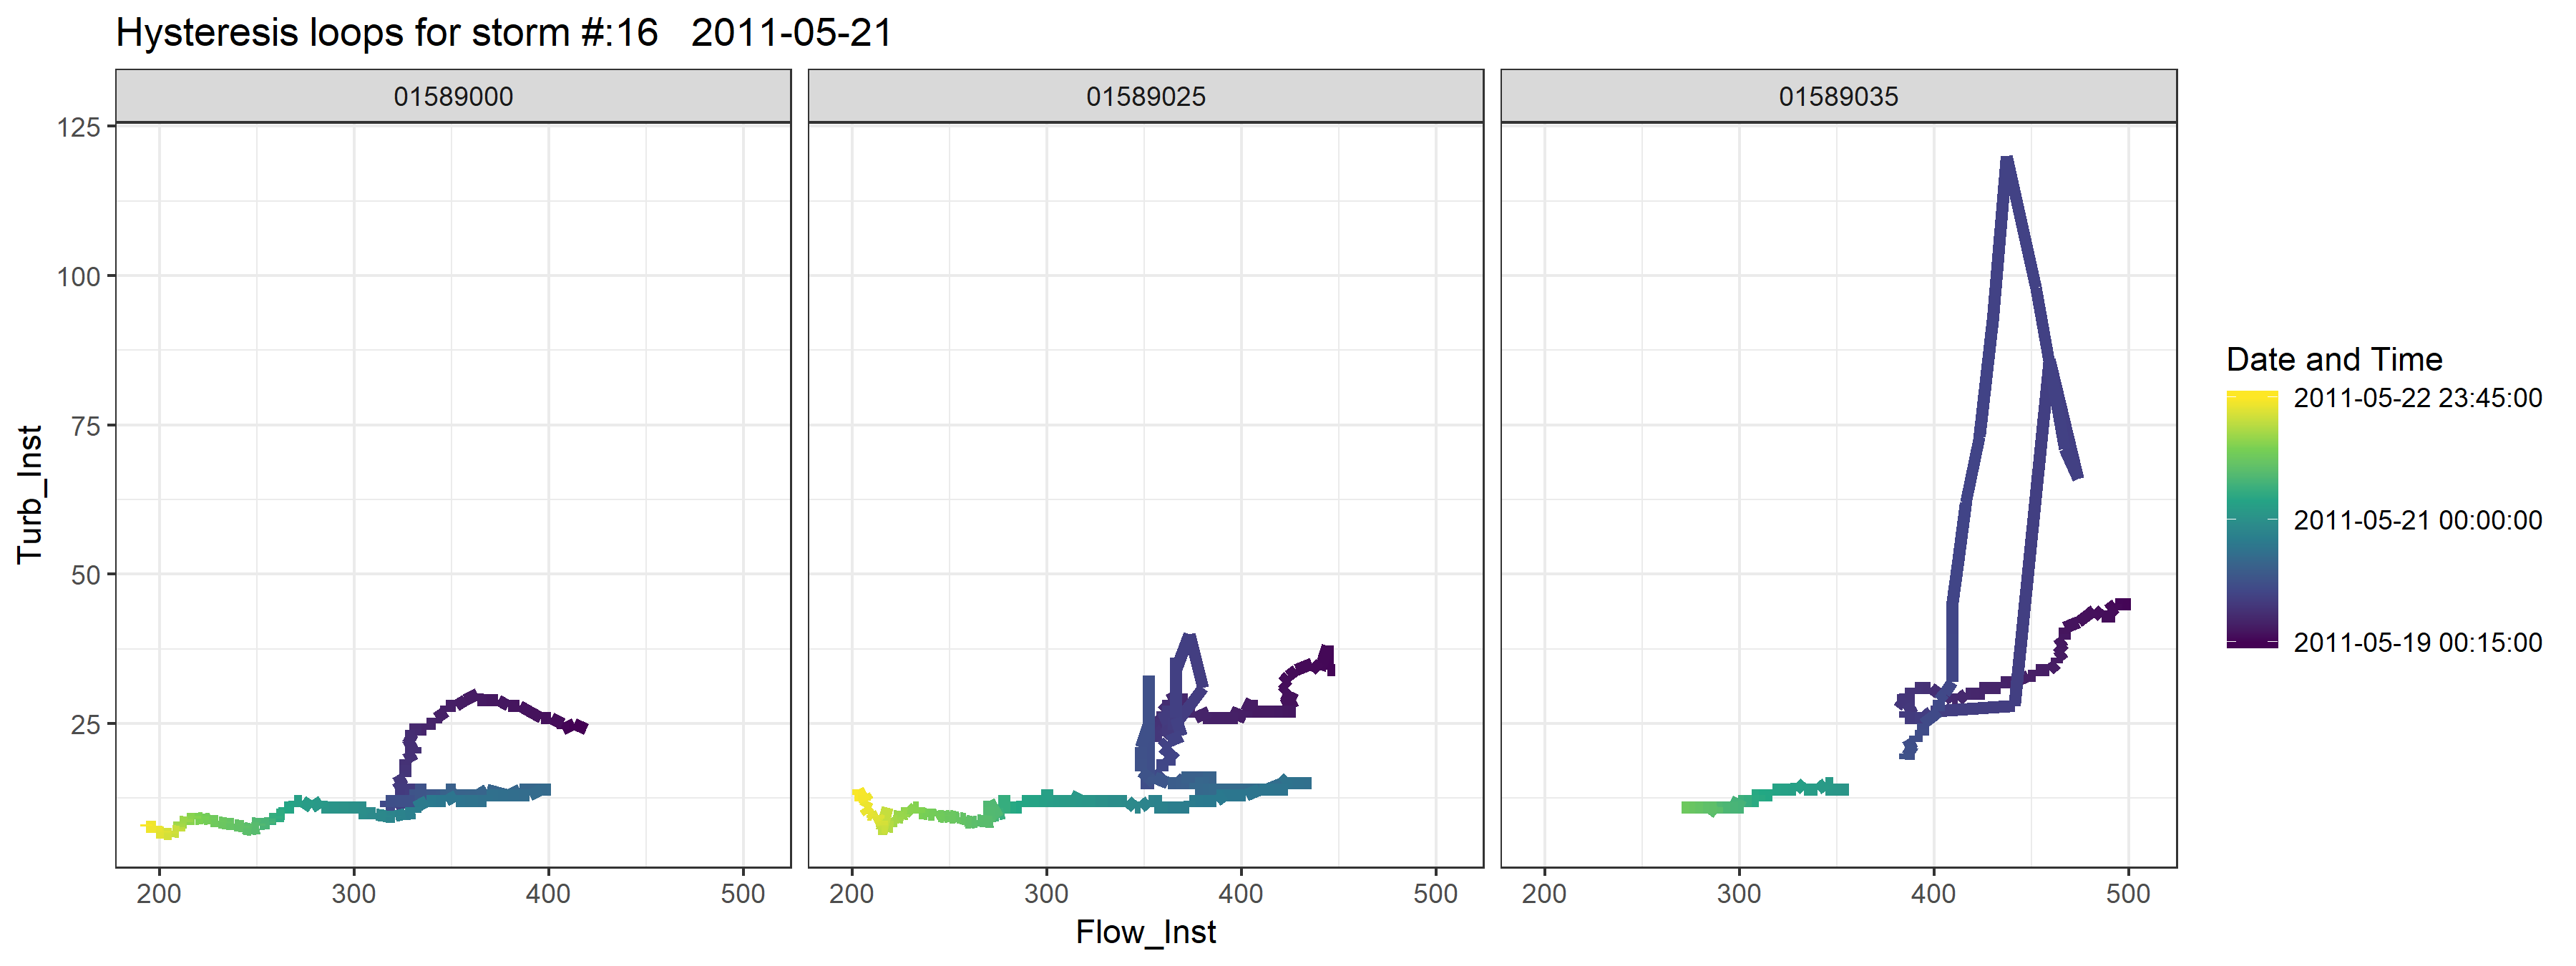 Hysteresis loops for storm #:16   2011-05-21
01589000
01589025
01589035
125
100
75
50
25
Turb_Inst
200 300 400 500
200 300 400 500
200 300 400 500
Flow_Inst
Date and Time
2011-05-22 23:45:00
2011-05-21 00:00:00
2011-05-19 00:15:00